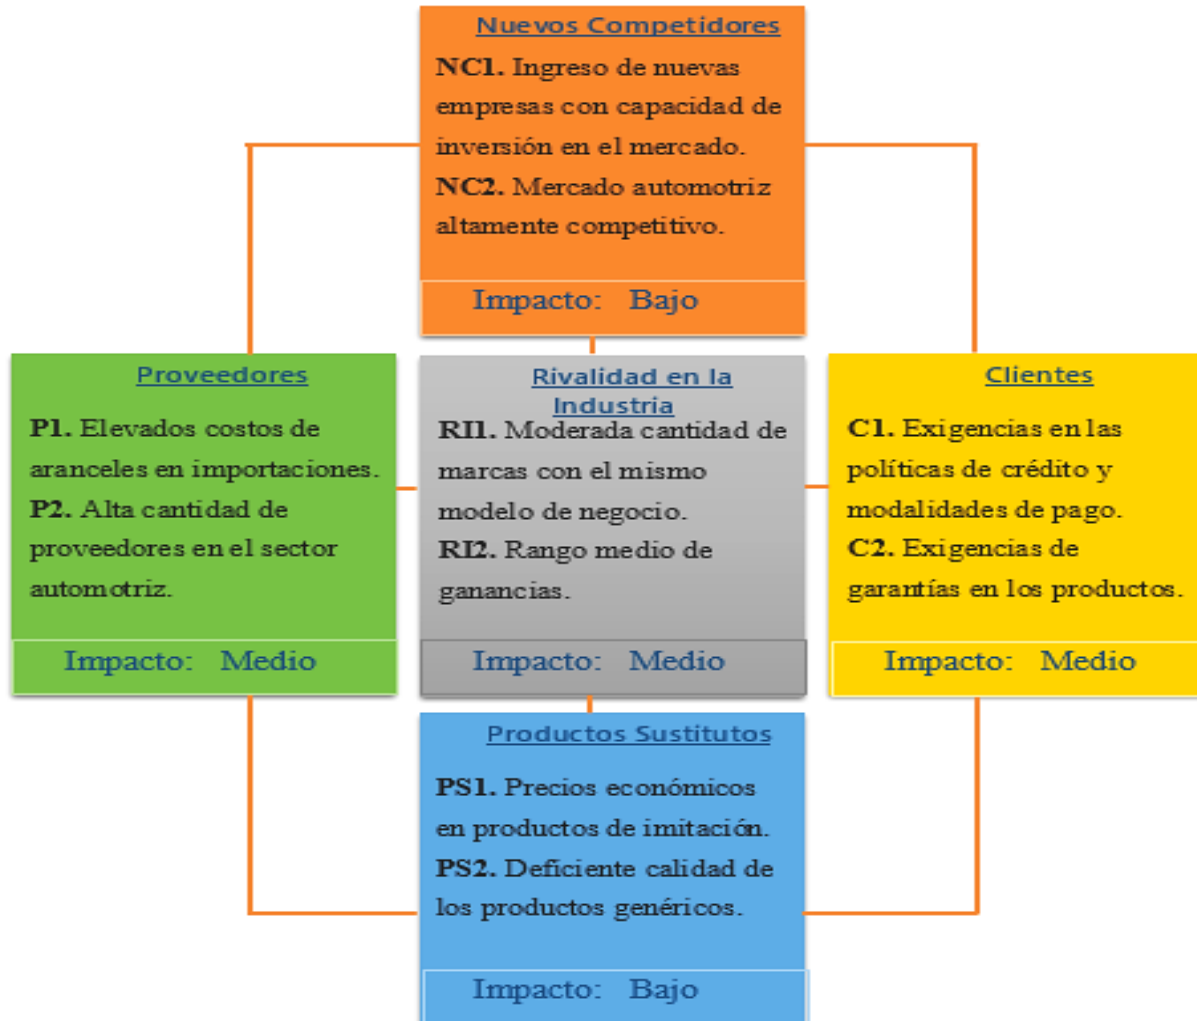 Nuevos Competidores
NC1. Ingreso de nuevas
empresas con capacidad de
inversión en el mercado.
NC2. Mercado automotriz
altamente competitivo.
Impacto: Bajo
Proveedores
P1. Elevados costos de
aranceles en importaciones.
P2. Alta cantidad de
proveedores en el sector
automotriz.
Impacto: Medio
Rivalidad en la
Industria
RI1. Moderada cantidad de
marcas con el mismo
modelo de negocio.
RI2. Rango medio de
ganancias.
Impacto: Medio
Clientes
C1. Exigencias en las
políticas de crédito y
modalidades de pago.
C2. Exigencias de
garantías en los productos.
Impacto: Medio
Productos Sustitutos
PS1. Precios económicos
en productos de imitación.
PS2. Deficiente calidad de
los productos genéricos.
Impacto: Bajo